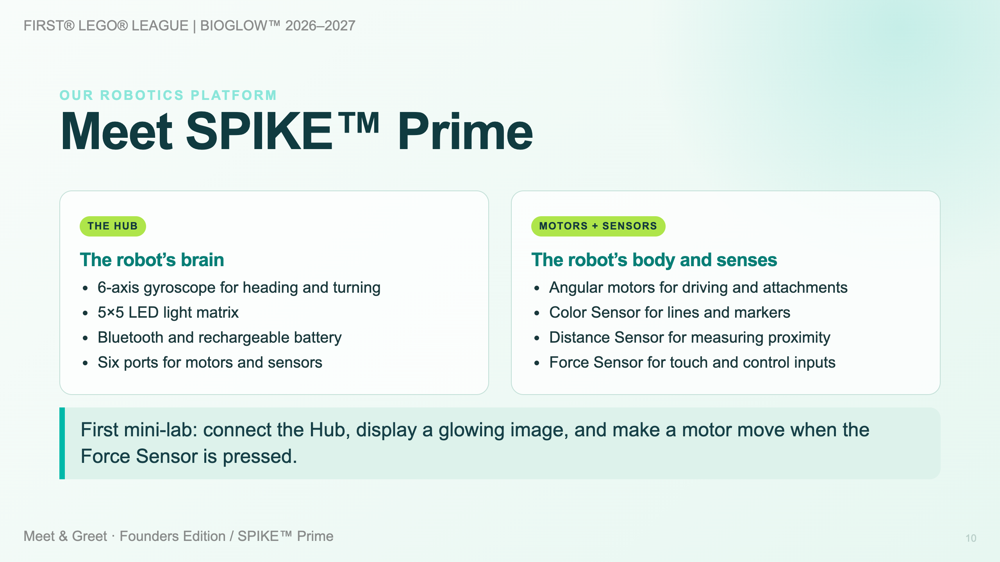 FIRST® LEGO® LEAGUE | BIOGLOW™ 2026–2027
OUR ROBOTICS PLATFORM
Meet SPIKE™ Prime
THE HUB
The robot’s brain
• 6-axis gyroscope for heading and turning
• 5×5 LED light matrix
• Bluetooth and rechargeable battery
• Six ports for motors and sensors
MOTORS + SENSORS
The robot’s body and senses
• Angular motors for driving and attachments
• Color Sensor for lines and markers
• Distance Sensor for measuring proximity
• Force Sensor for touch and control inputs
First mini-lab: connect the Hub, display a glowing image, and make a motor move when the
Force Sensor is pressed.
Meet & Greet · Founders Edition / SPIKE™ Prime
10